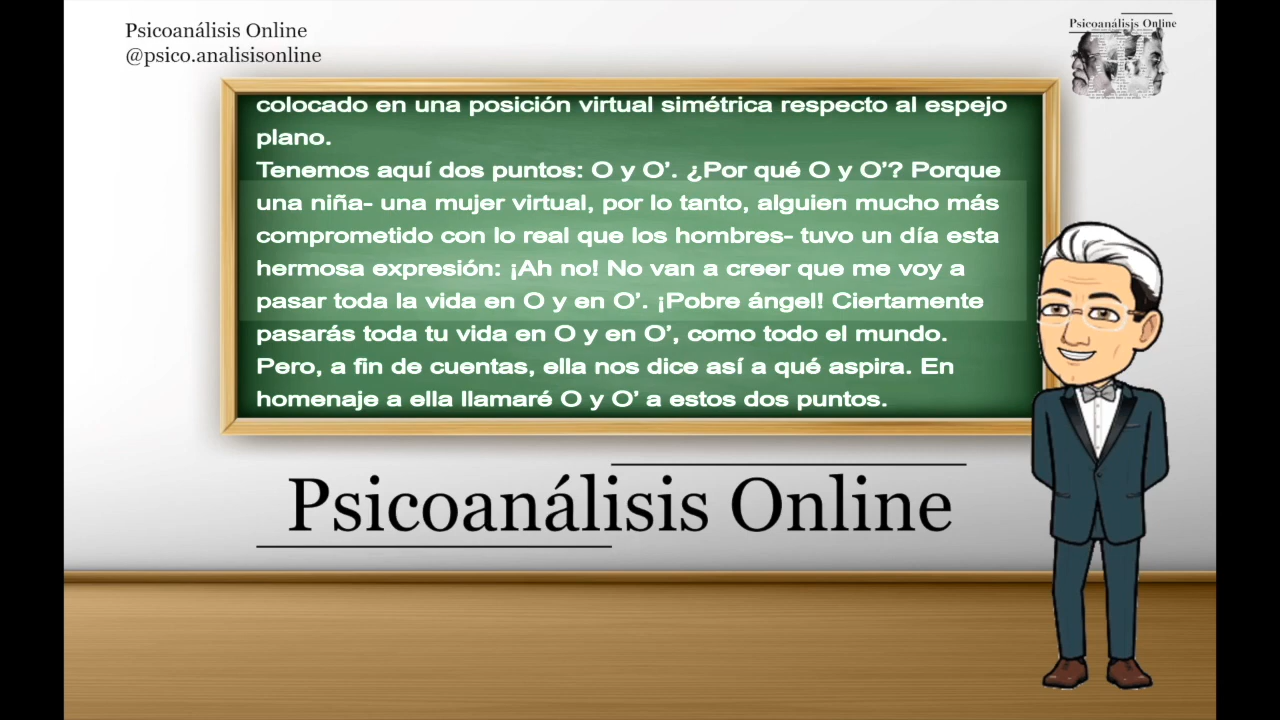 Psicoanálisis Online
@psico.analisisonline
Psicoanálisis Online
colocado en una posición virtual simétrica respecto al espejo
plano.
Tenemos aquí dos puntos: O y O’. ¿Por qué O y O’? Porque
una niña- una mujer virtual, por lo tanto, alguien mucho más
comprometido con lo real que los hombres- tuvo un día esta
hermosa expresión: ¡Ah no! No van a creer que me voy a
pasar toda la vida en O y en O’. ¡Pobre ángel! Ciertamente
pasarás toda tu vida en O y en O’, como todo el mundo.
Pero, a fin de cuentas, ella nos dice así a qué aspira. En
homenaje a ella llamaré O y O’ a estos dos puntos.
Psicoanálisis Online